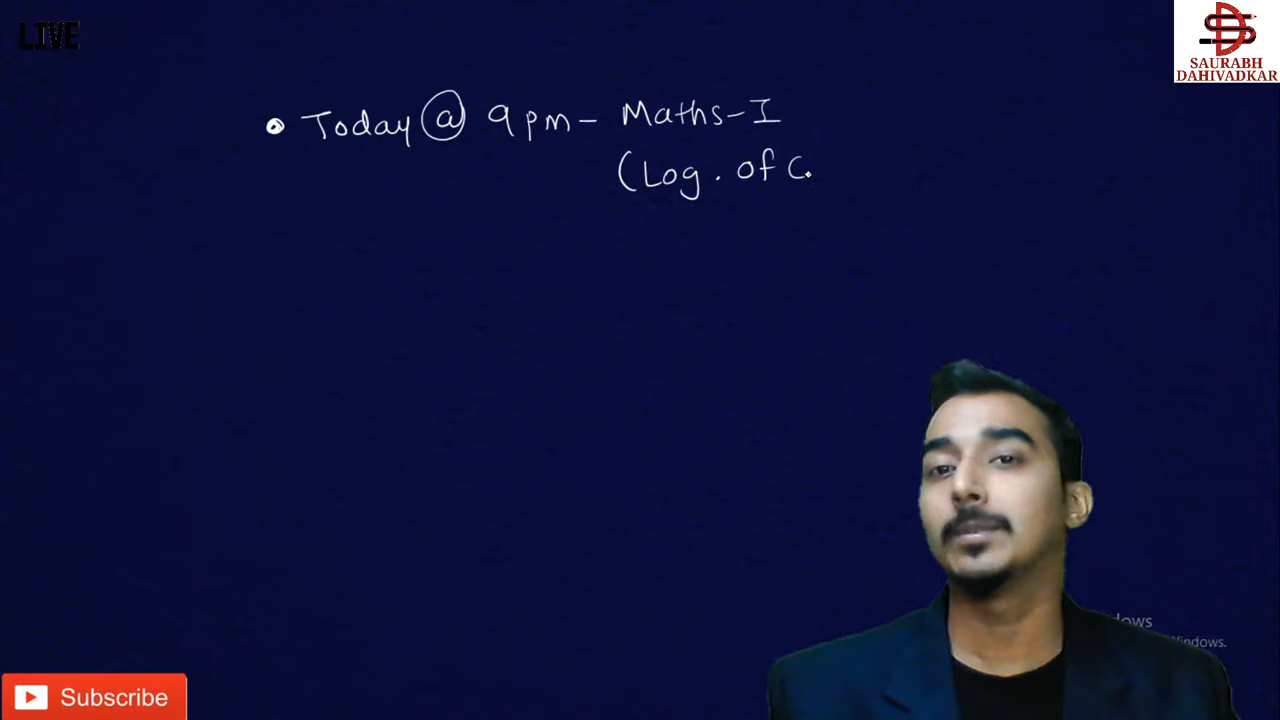 LIVE
SAURABH
DAHIVADKAR
• Today @ 9pm - Maths-I
(Log. of C.
Subscribe